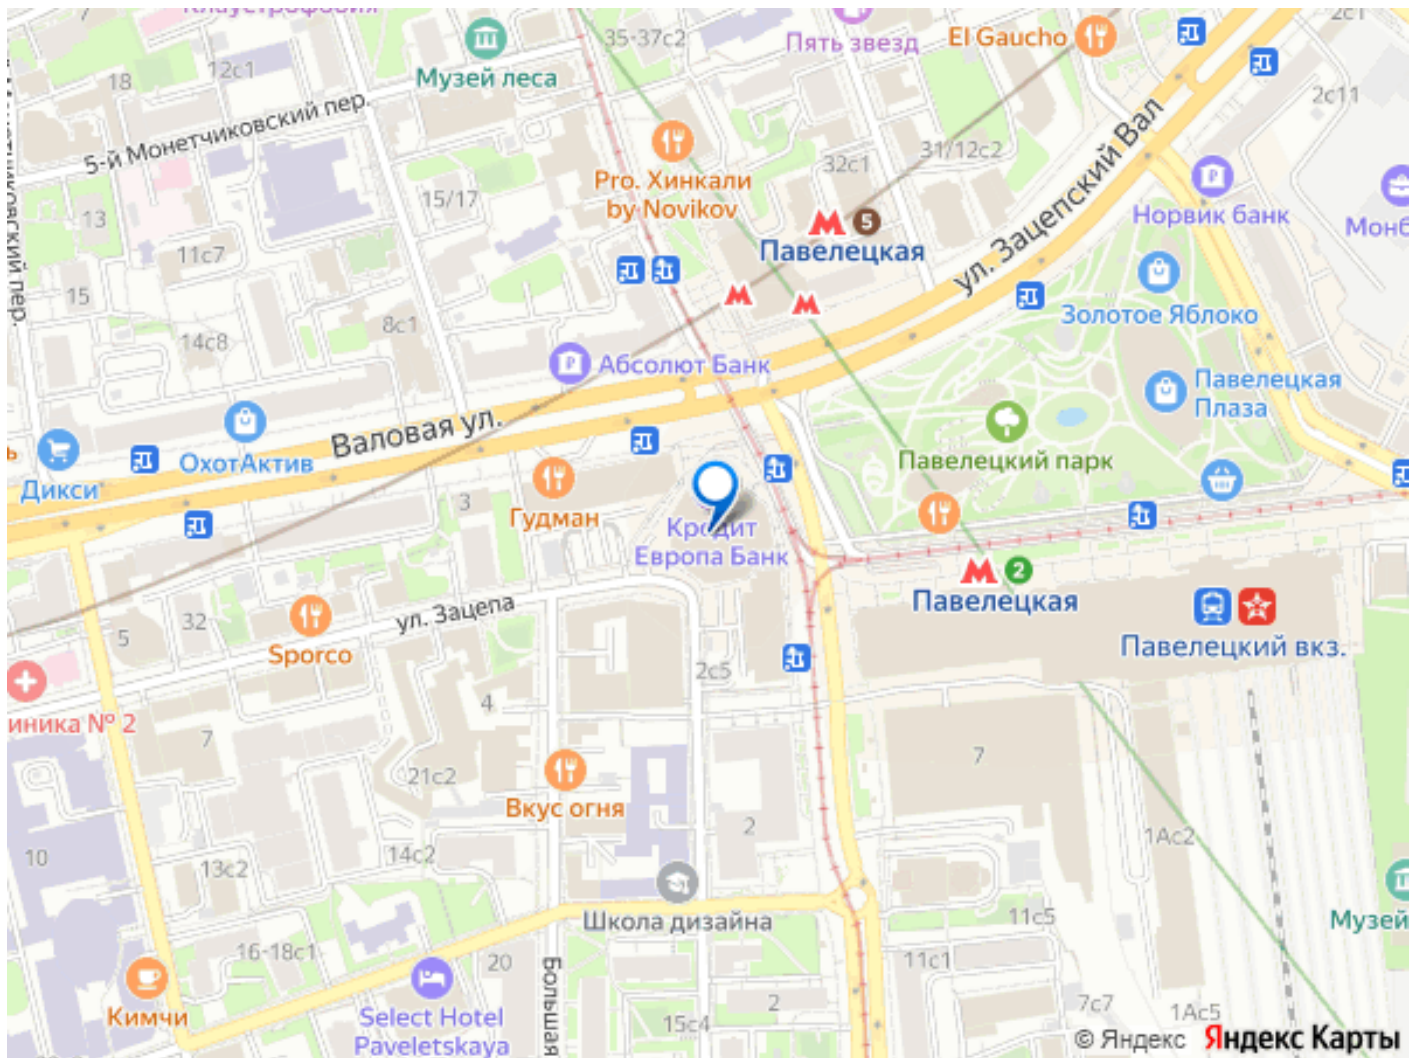 35-37с2
Пять звезд
El Gaucho
2с1
Музей леса
12с1
18
2с11
5-й Монетчиковский пер.
ул. Зацепский Вал
Pro. Хинкали
by Novikov
32с1
31/12с2
15/17
13
11с7
5
Павелецкая
Норвик банк
Монб
15
14с8
8с1
Золотое Яблоко
Абсолют Банк
Павелецкая
Плаза
Валовая ул.
ОхотАктив
Дикси
Павелецкий парк
Гудман
3
Кредит
Европа Банк
2
Павелецкая
ул. Зацепа
32
5
Sporco
Павелецкий вкз.
2с5
4
иника № 2
7
7
21с2
Вкус огня
2
1Ас2
10
13с2
14с2
Школа дизайна
11с5
Музей
16-18с1
20
11с1
Большая
Кимчи
Select Hotel
Paveletskaya
15с4
2
7с7
1Ас5
© Яндекс Яндекс Карты